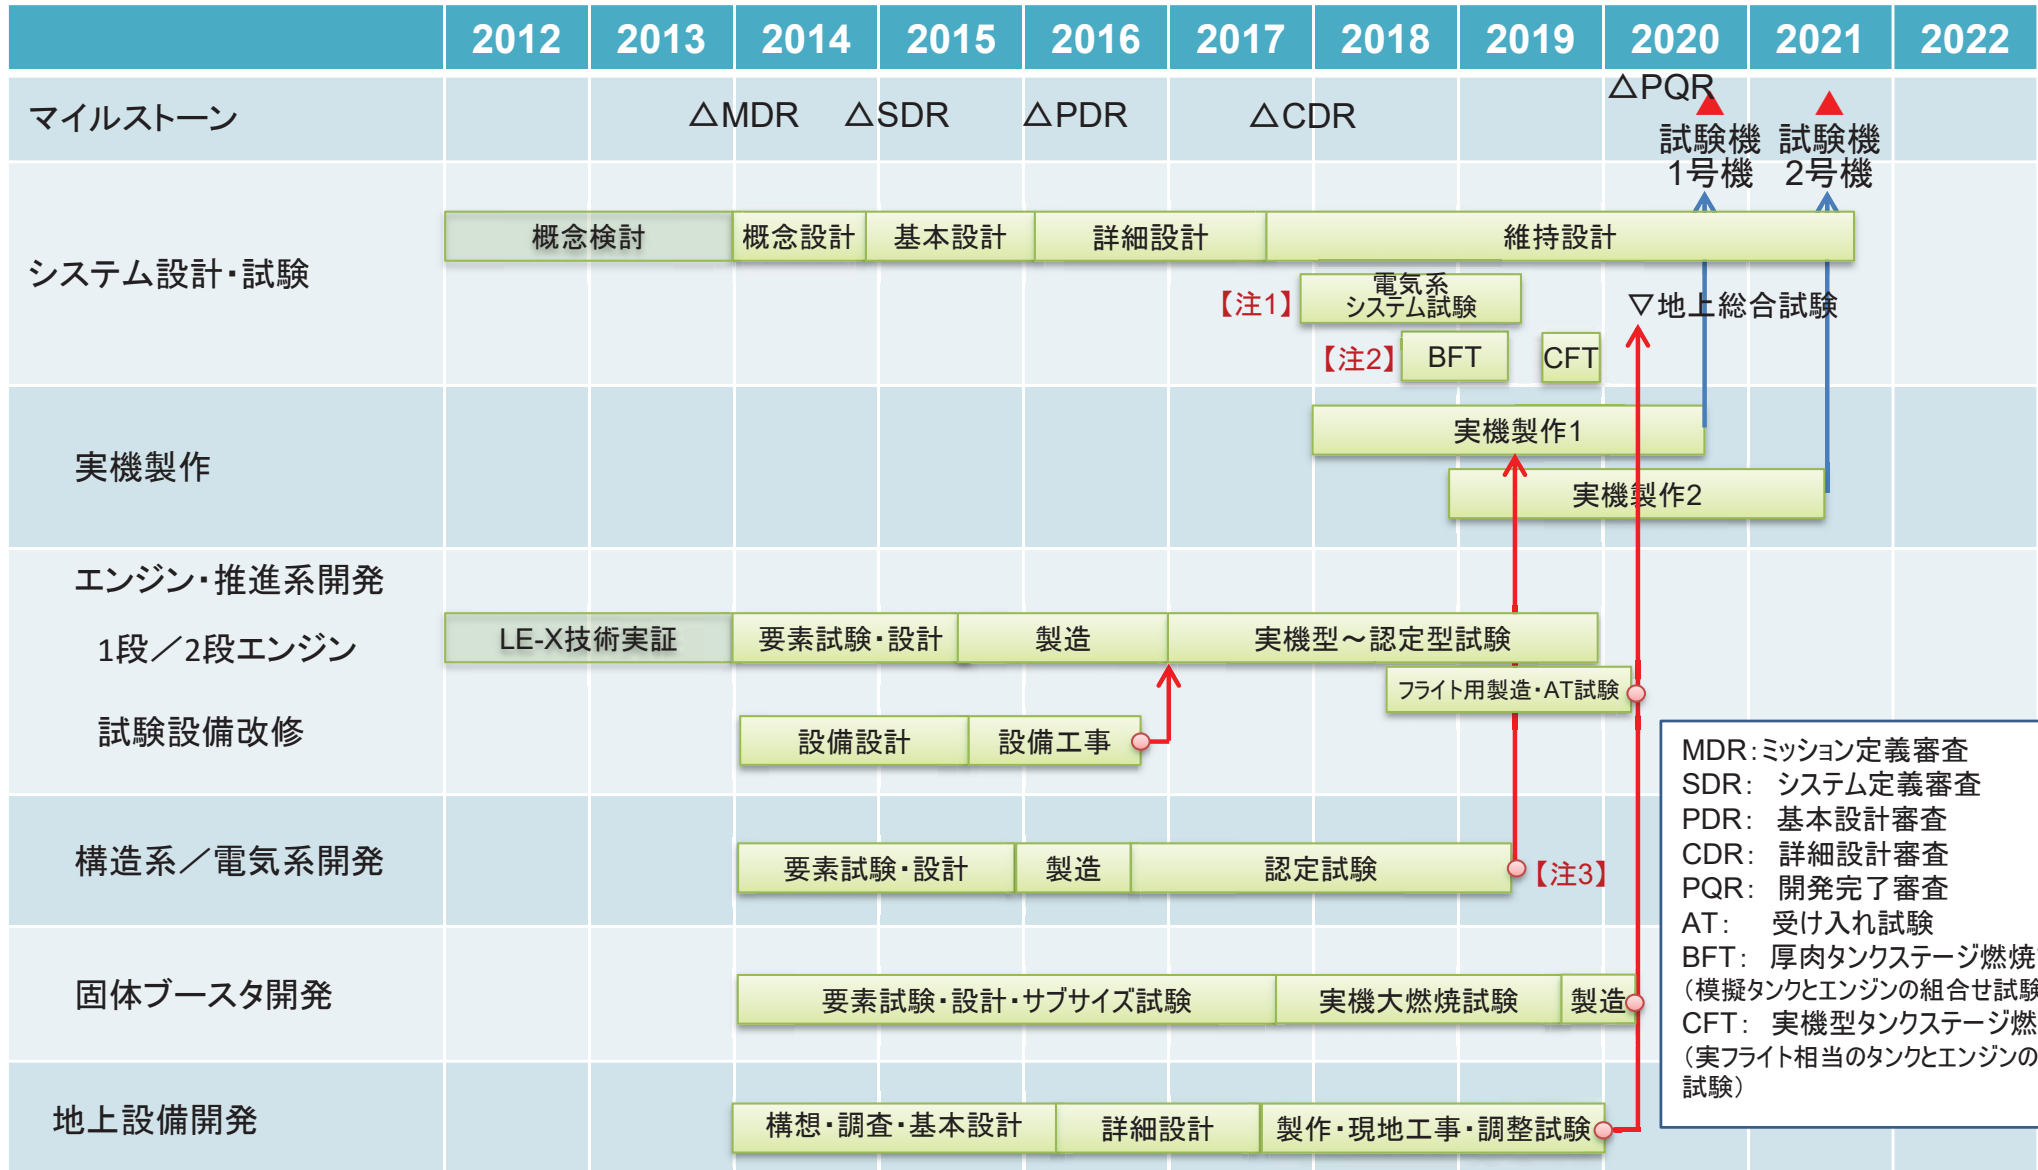 2012 2013 2014 2015 2016 2017 2018 2019 2020 2021 2022
マイルストーン
△MDR △SDR △PDR △CDR △PQR
▲ ▲
試験機 試験機
1号機 2号機
システム設計・試験
概念検討 概念設計 基本設計 詳細設計 維持設計
【注1】
電気系
システム試験
▽地上総合試験
【注2】 BFT CFT
実機製作
実機製作1
実機製作2
エンジン・推進系開発
1段／2段エンジン
LE-X技術実証 要素試験・設計 製造 実機型～認定型試験
フライト用製造・AT試験
試験設備改修
設備設計 設備工事
構造系／電気系開発
要素試験・設計 製造 認定試験 【注3】
固体ブースタ開発
要素試験・設計・サブサイズ試験 実機大燃焼試験 製造
地上設備開発
構想・調査・基本設計 詳細設計 製作・現地工事・調整試験
MDR：ミッション定義審査
SDR： システム定義審査
PDR： 基本設計審査
CDR： 詳細設計審査
PQR： 開発完了審査
AT： 受け入れ試験
BFT： 厚肉タンクステージ燃焼
（模擬タンクとエンジンの組合せ試験
CFT： 実機型タンクステージ燃
（実フライト相当のタンクとエンジンの
試験）